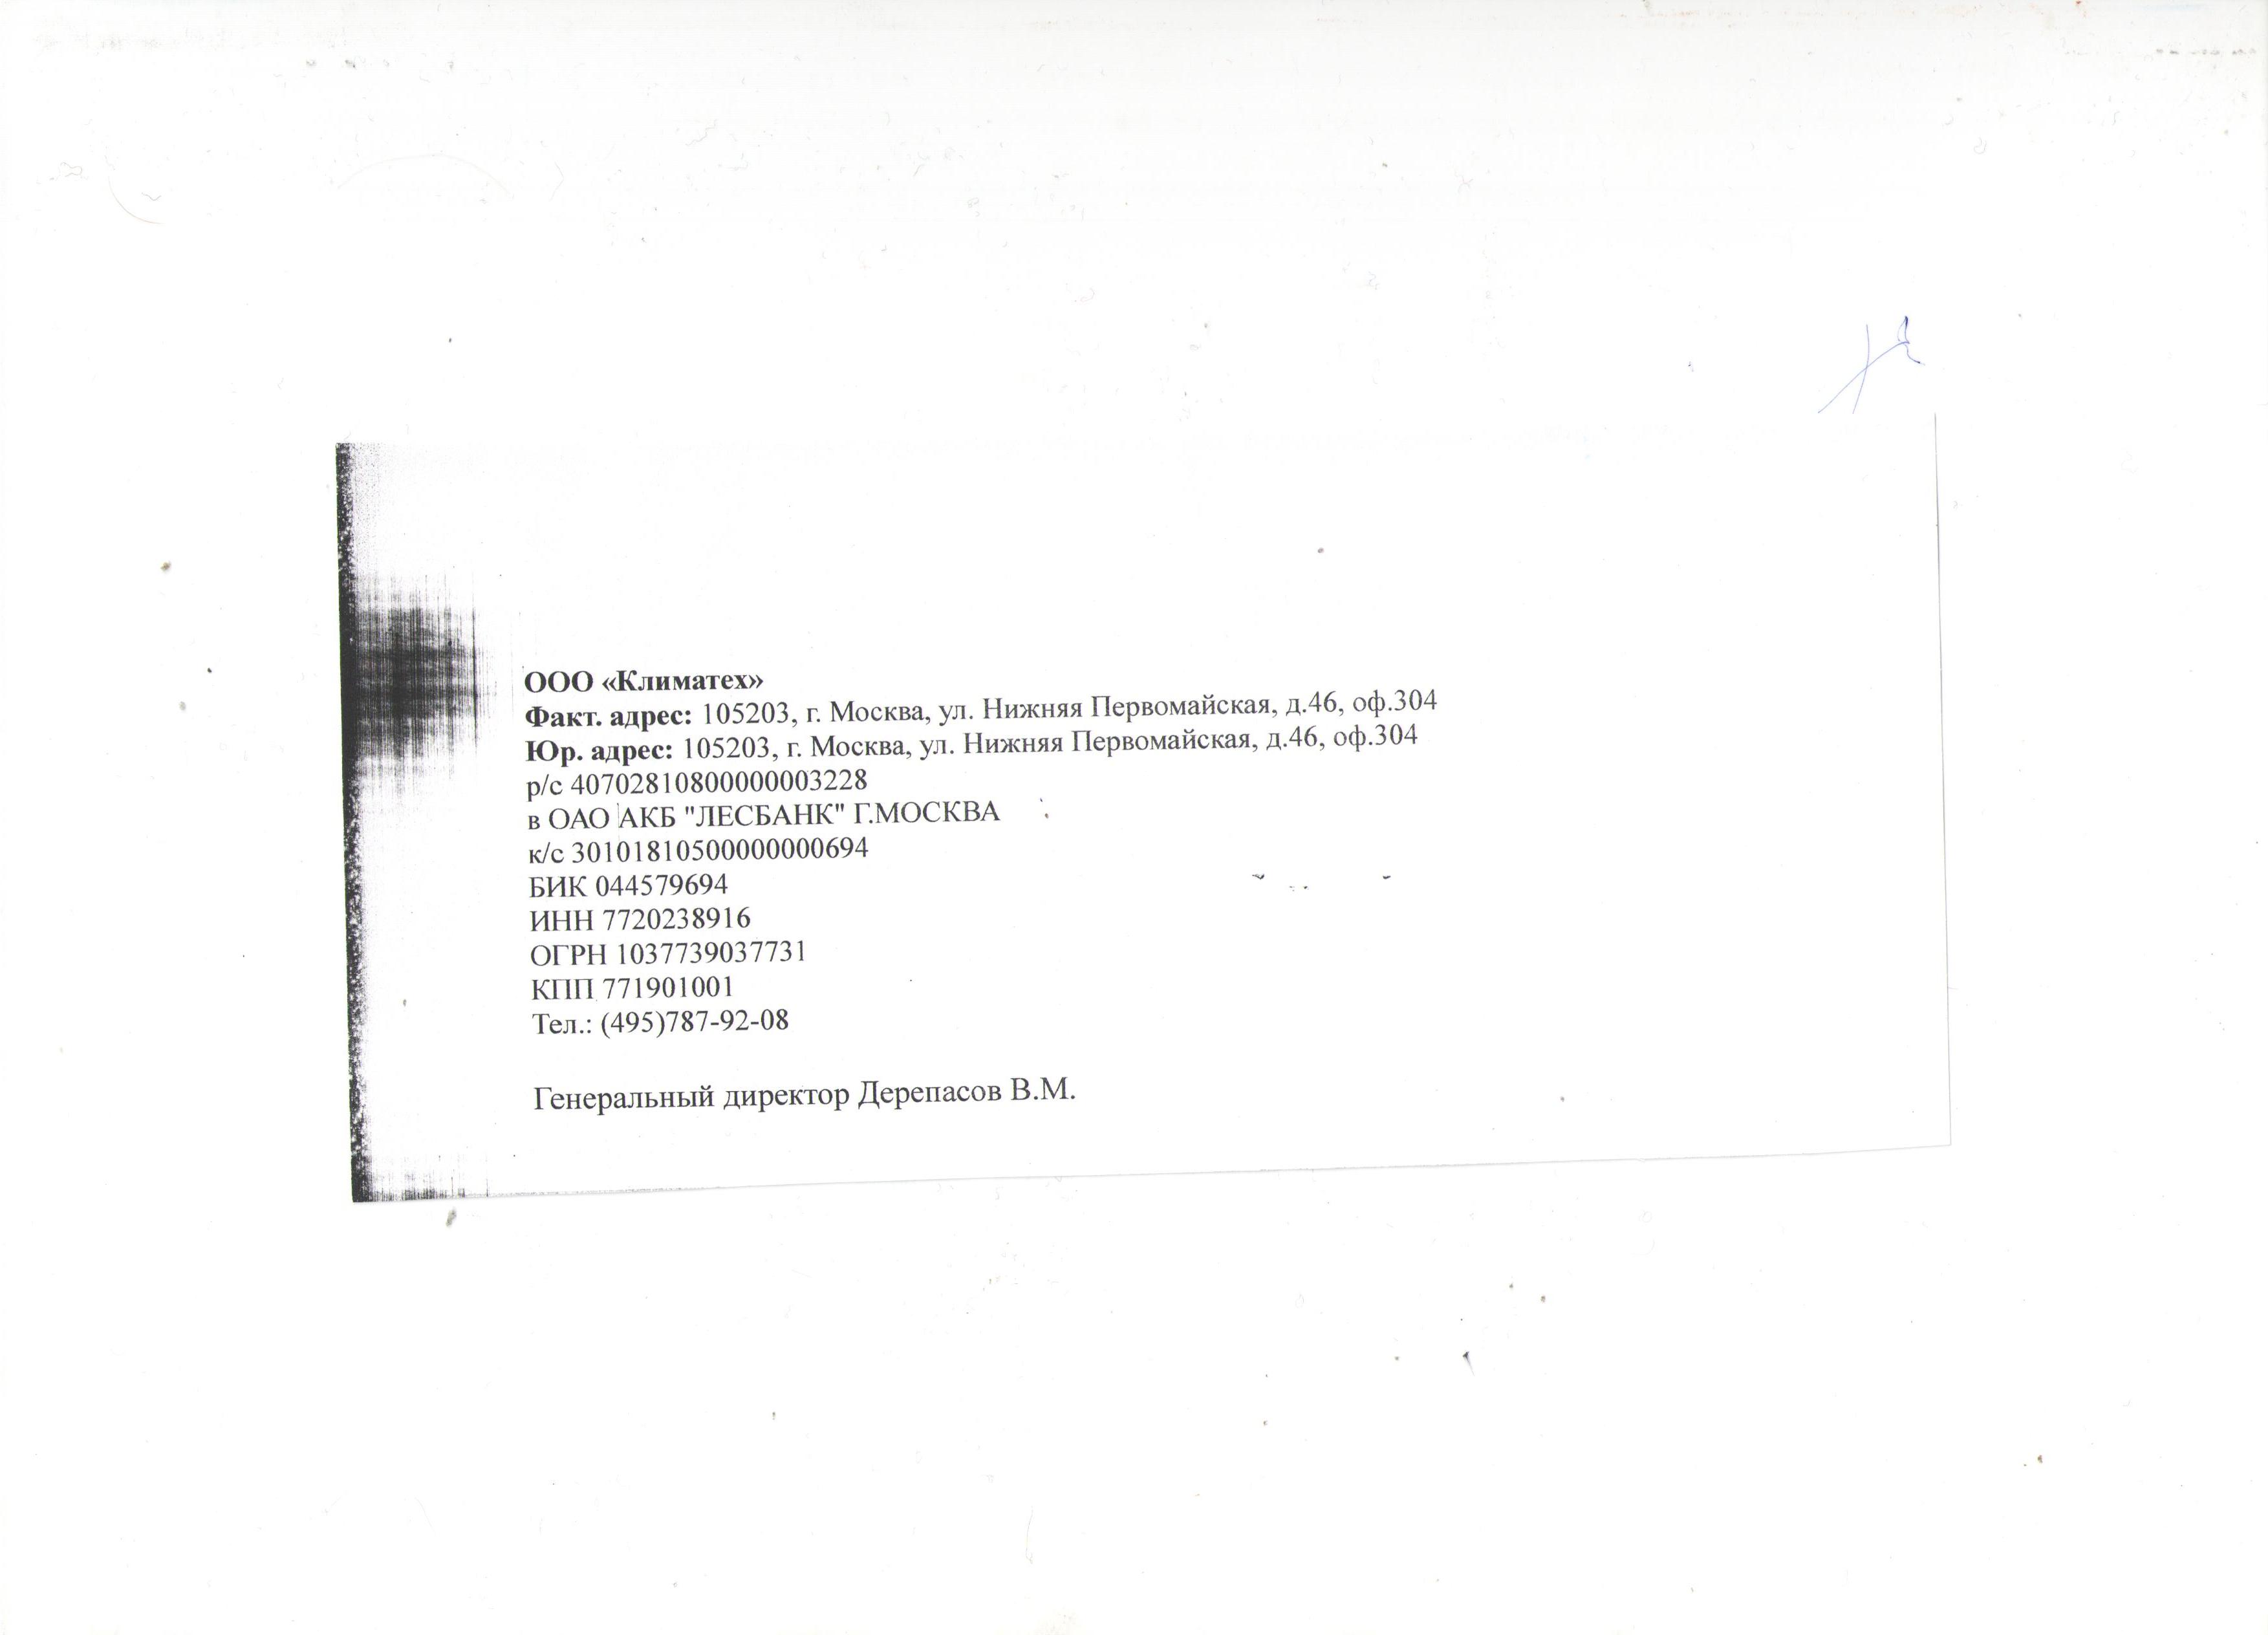 ООО «Климатех»
Факт. адрес: 105203, г. Москва, ул. Нижняя Первомайская, д.46, оф.304
Юр. адрес: 105203, г. Москва, ул. Нижняя Первомайская, д.46, оф.304
р/с 40702810800000003228
в ОАО АКБ "ЛЕСБАНК" Г.МОСКВА
к/с 30101810500000000694
БИК 044579694
ИНН 7720238916
ОГРН 1037739037731
КПП 771901001
Тел.: (495)787-92-08
Генеральный директор Дерепасов В.М.